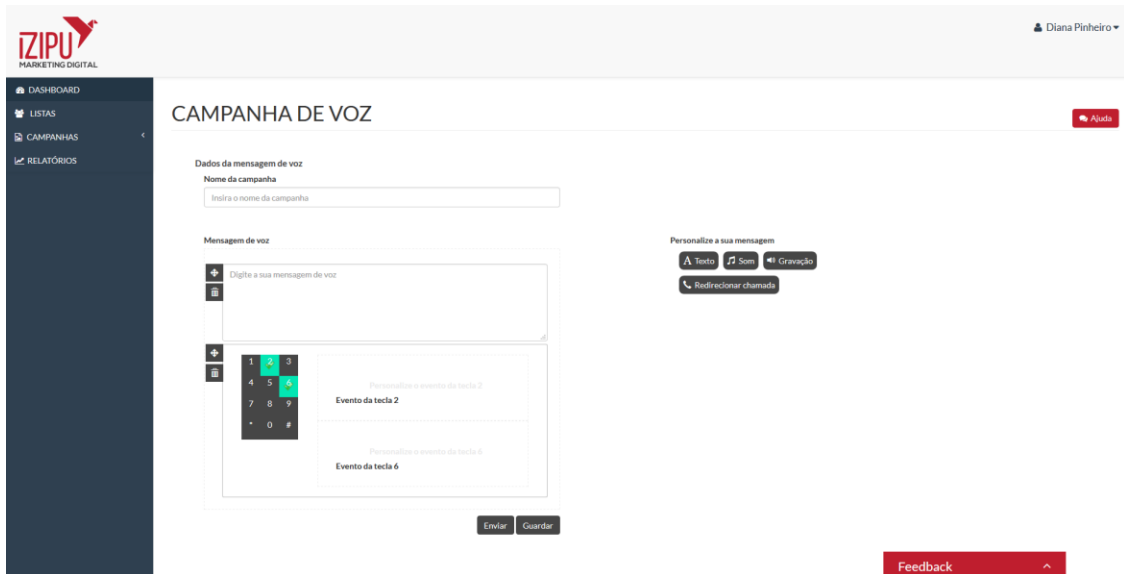 iZIPU
MARKETING DIGITAL
Diana Pinheiro
DASHBOARD
LISTAS
CAMPANHAS
RELATÓRIOS
CAMPANHA DE VOZ
Ajuda
Dados da mensagem de voz
Nome da campanha
Insira o nome da campanha
Mensagem de voz
Digite a sua mensagem de voz
1 2 3
4 5 6
7 8 9
* 0 #
Personalize o evento da tecla 2
Evento da tecla 2
Personalize o evento da tecla 6
Evento da tecla 6
Enviar Guardar
Personalize a sua mensagem
A Texto Som Gravação
Redirecionar chamada
Feedback